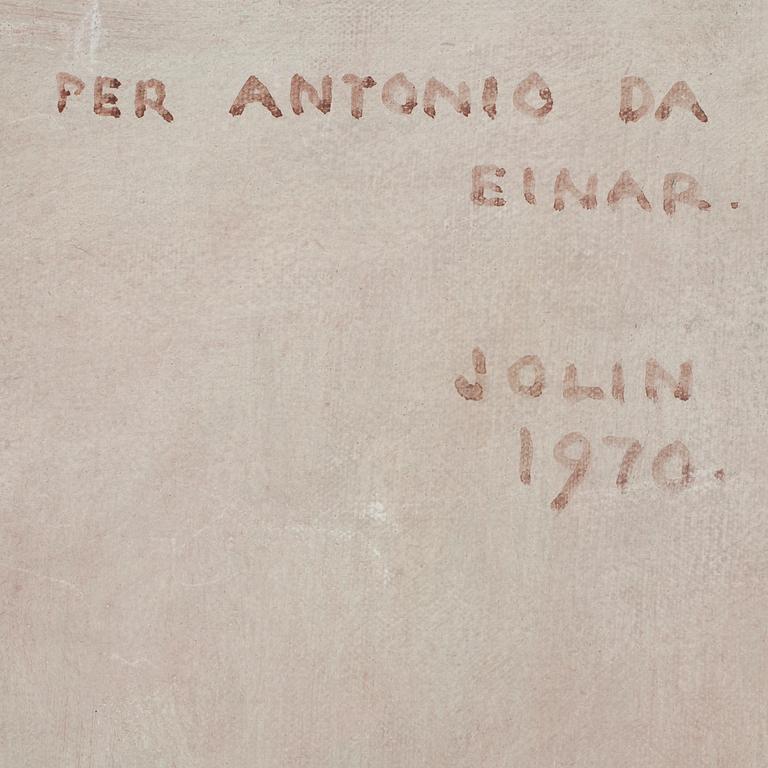 PER ANTONIO DA
EINAR.
JOLIN
1970.